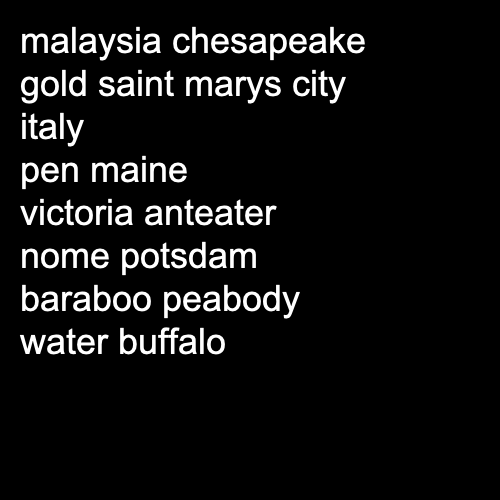 malaysia chesapeake
gold saint marys city
italy
pen maine
victoria anteater
nome potsdam
baraboo peabody
water buffalo